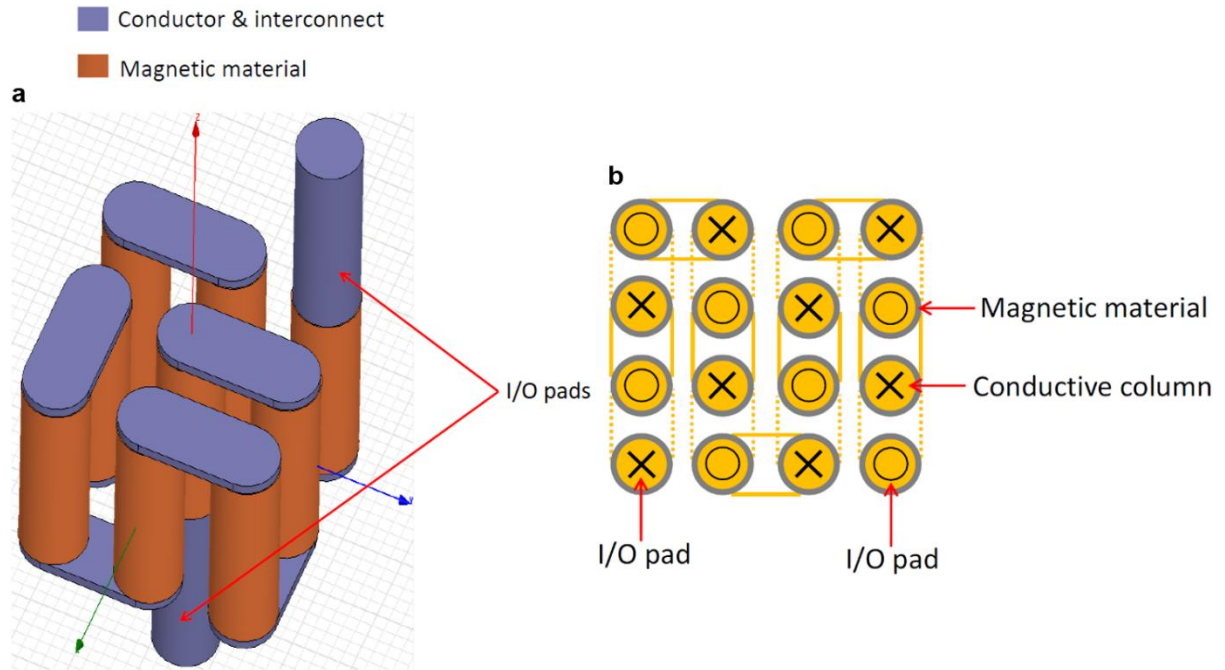 Conductor & interconnect
Magnetic material
a
z
I/O pads
b
Magnetic material
Conductive column
I/O pad
I/O pad